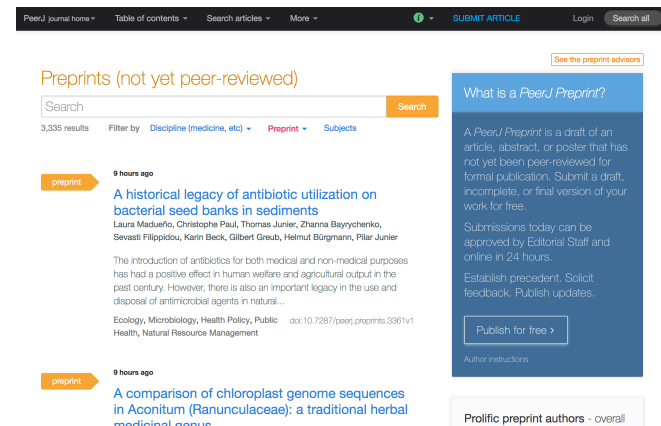 PeerJ journal home Table of contents Search articles More SUBMIT ARTICLE Login Search all
See the preprint advisors
Preprints (not yet peer-reviewed)
Search Search
3,335 results Filter by Discipline (medicine, etc) Preprint Subjects
preprint
9 hours ago
A historical legacy of antibiotic utilization on
bacterial seed banks in sediments
Laura Madueño, Christophe Paul, Thomas Junier, Zhanna Bayrychenko,
Sevasti Filippidou, Karin Beck, Gilbert Greub, Helmut Bürgmann, Pilar Junier
The introduction of antibiotics for both medical and non-medical purposes
has had a positive effect in human welfare and agricultural output in the
past century. However, there is also an important legacy in the use and
disposal of antimicrobial agents in natural...
Ecology, Microbiology, Health Policy, Public
Health, Natural Resource Management
doi:10.7287/peerj.preprints.3361v1
preprint
9 hours ago
A comparison of chloroplast genome sequences
in Aconitum (Ranunculaceae): a traditional herbal
medicinal genus
What is a PeerJ Preprint?
A PeerJ Preprint is a draft of an
article, abstract, or poster that has
not yet been peer-reviewed for
formal publication. Submit a draft,
incomplete, or final version of your
work for free.
Submissions today can be
approved by Editorial Staff and
online in 24 hours.
Establish precedent. Solicit
feedback. Publish updates.
Publish for free >
Author instructions
Prolific preprint authors - overall